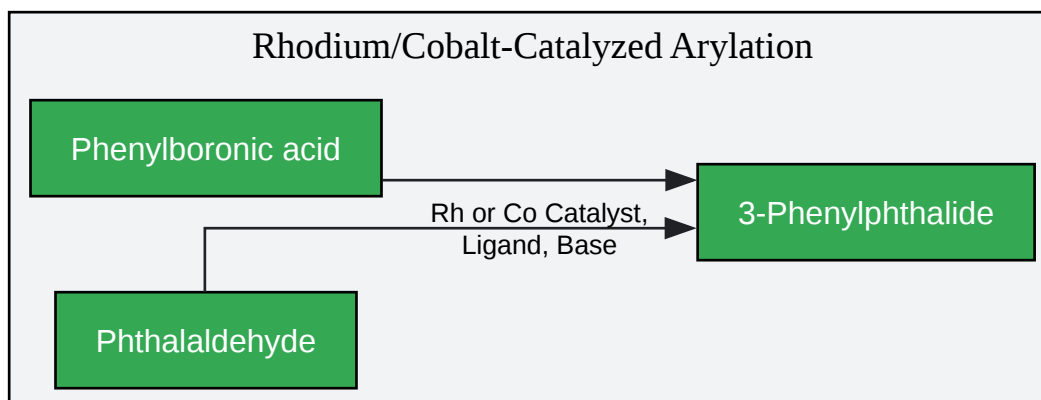 Rhodium/Cobalt-Catalyzed Arylation
Phenylboronic acid
3-Phenylphthalide
Rh or Co Catalyst,
Ligand, Base
Phthalaldehyde